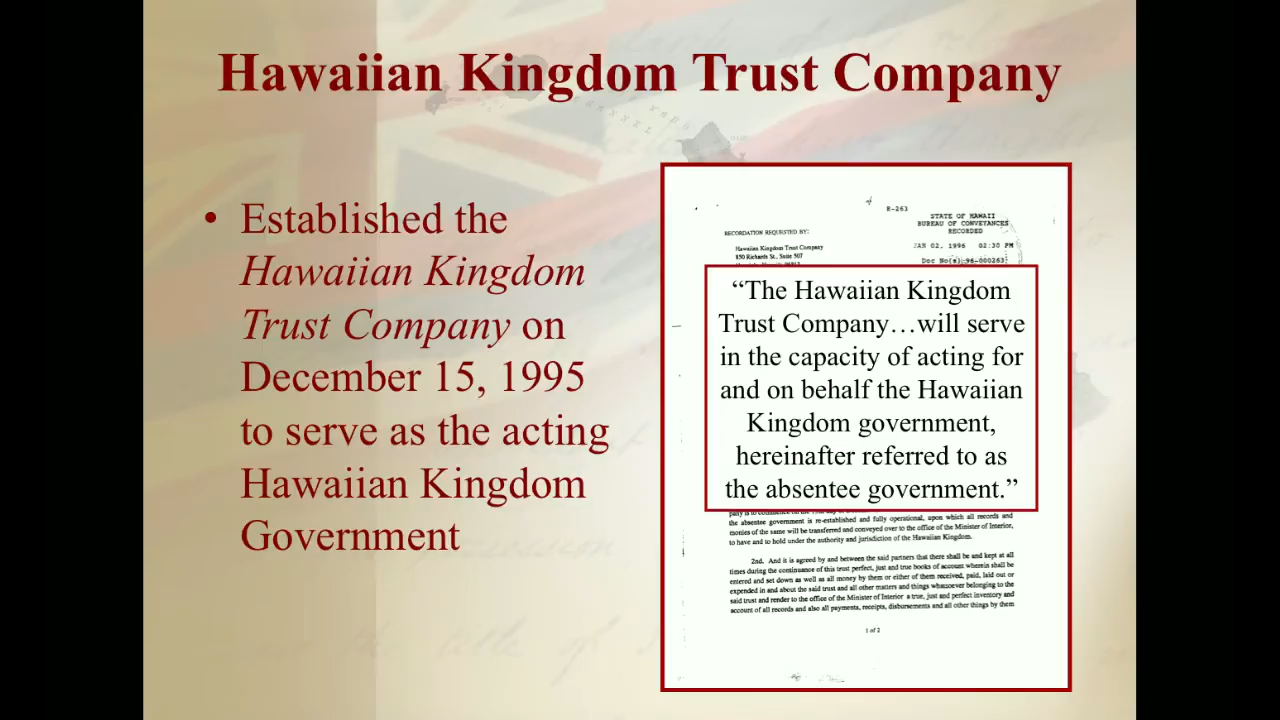 Hawaiian Kingdom Trust Company
• Established the
Hawaiian Kingdom
Trust Company on
December 15, 1995
to serve as the acting
Hawaiian Kingdom
Government
R-263
STATE OF HAWAII
BUREAU OF CONVEYANCES
RECORDED
JAN 02, 1996 02:30 PM
Doc No(s) 96-000263
RECORDATION REQUESTED BY:
Hawaiian Kingdom Trust Company
850 Richards St., Suite 507
“The Hawaiian Kingdom
Trust Company…will serve
in the capacity of acting for
and on behalf the Hawaiian
Kingdom government,
hereinafter referred to as
the absentee government.”
the absentee government is re-established and fully operational, upon which all records and
monies of the same will be transferred and conveyed over to the office of the Minister of Interior,
to have and to hold under the authority and jurisdiction of the Hawaiian Kingdom.
2nd. And it is agreed by and between the said partners that there shall be and kept at all
times during the continuance of this trust perfect, just and true books of account wherein shall be
entered and set down as well as all money by them or either of them received, paid, laid out or
expended in and about the said trust and all other matters and things whatsoever belonging to the
said trust and render to the office of the Minister of Interior a true, just and perfect inventory and
account of all records and also all payments, receipts, disbursements and all other things by them
1 of 2